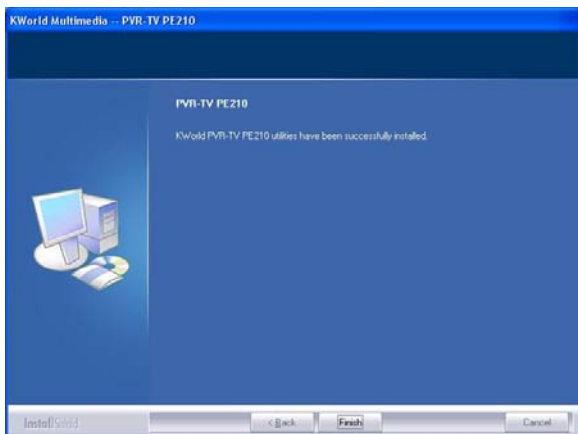 KWorld Multimedia -- PVR-TV PE210
PVR-TV PE210
KWorld PVR-TV PE210 utilities have been successfully installed.
InstallShield
< Back
Finish
Cancel